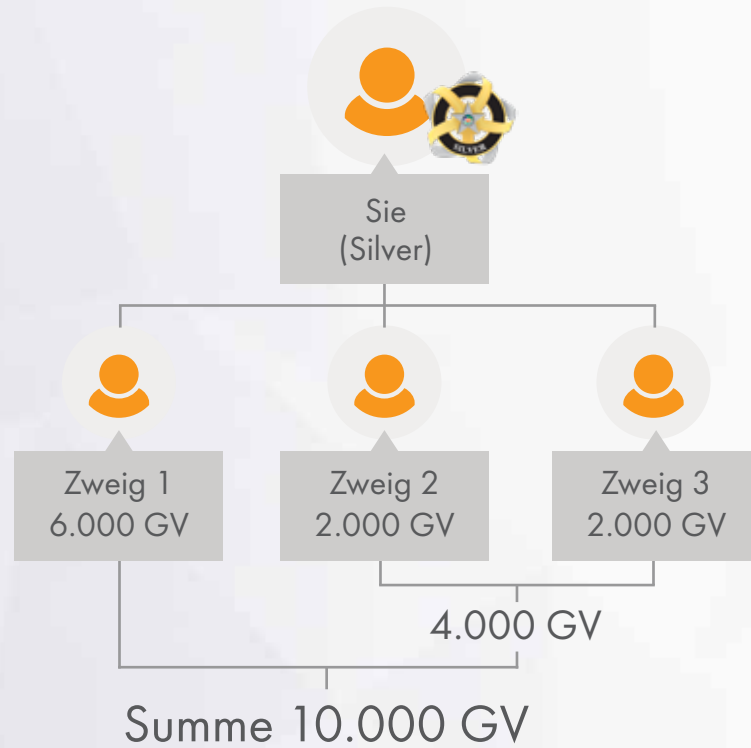 SILVER
Sie
(Silver)
Zweig 1
6.000 GV
Zweig 2
2.000 GV
Zweig 3
2.000 GV
4.000 GV
Summe 10.000 GV